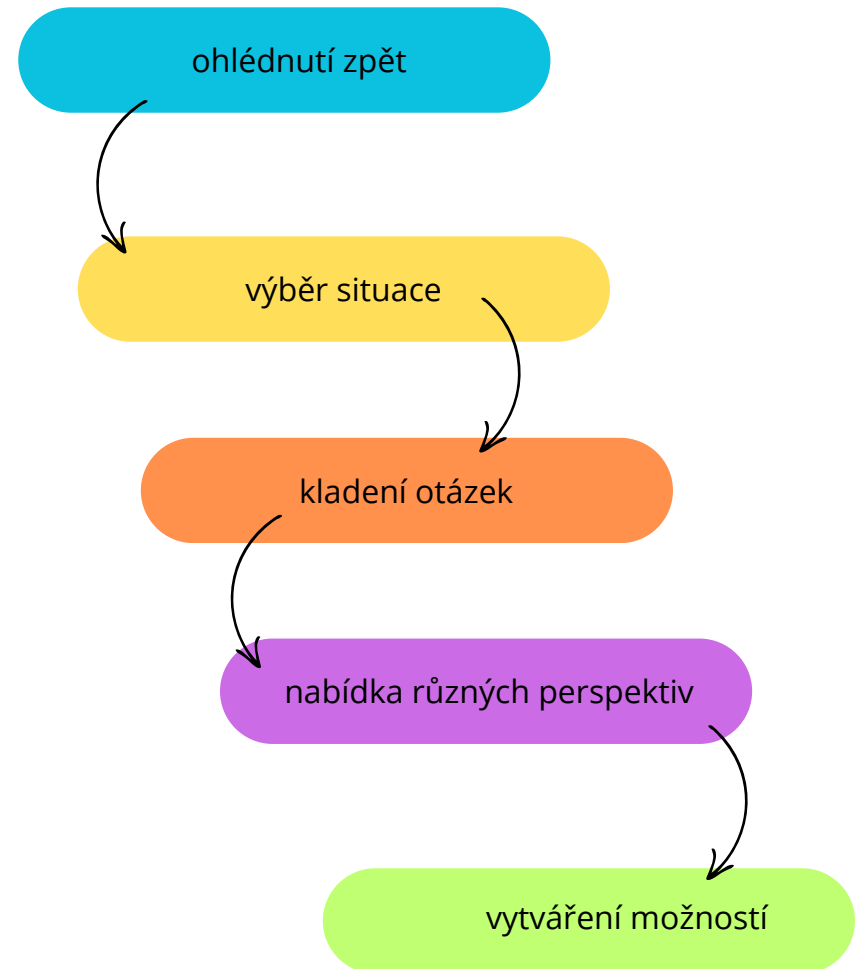 ohlédnutí zpět
výběr situace
kladení otázek
nabídka různých perspektiv
vytváření možností